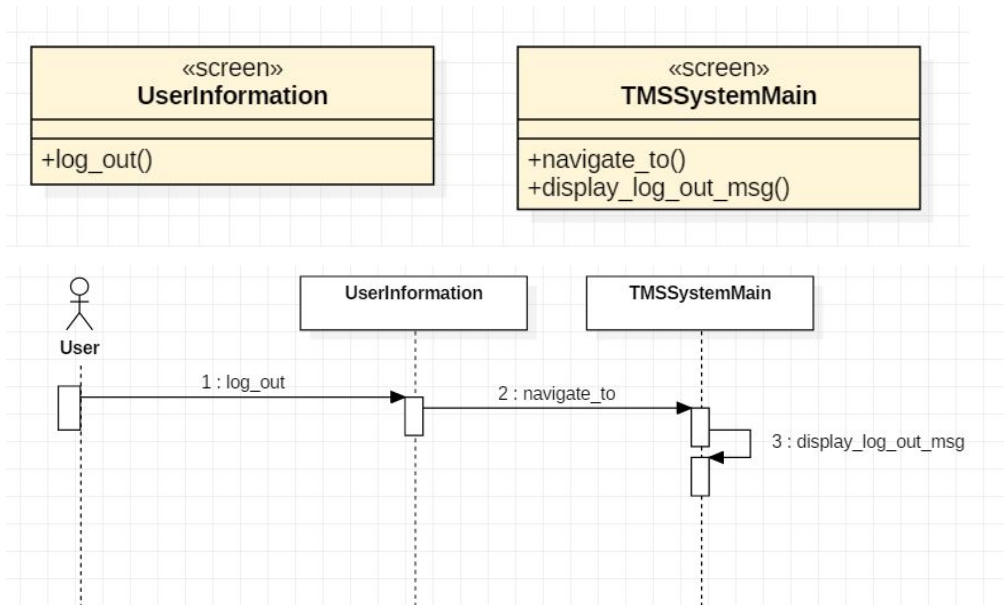 «screen»
UserInformation
+log_out()
«screen»
TMSSystemMain
+navigate_to()
+display_log_out_msg()
User
UserInformation
TMSSystemMain
1 : log_out
2 : navigate_to
3 : display_log_out_msg